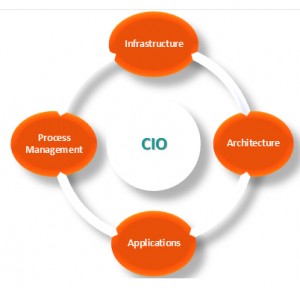 Infrastructure
Process
Management
CIO
Architecture
Applications